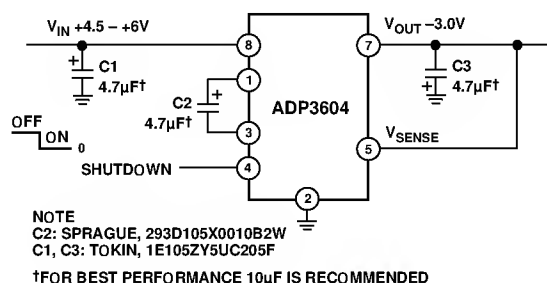 VIN +4.5 – +6V
VOUT –3.0V
8
7
C1
4.7µF†
+
1
C2
4.7µF†
+
3
ADP3604
C3
4.7µF†
+
OFF
ON
0
VSENSE
5
SHUTDOWN
4
2
NOTE
C2: SPRAGUE, 293D105X0010B2W
C1, C3: TOKIN, 1E105ZY5UC205F
†FOR BEST PERFORMANCE 10µF IS RECOMMENDED